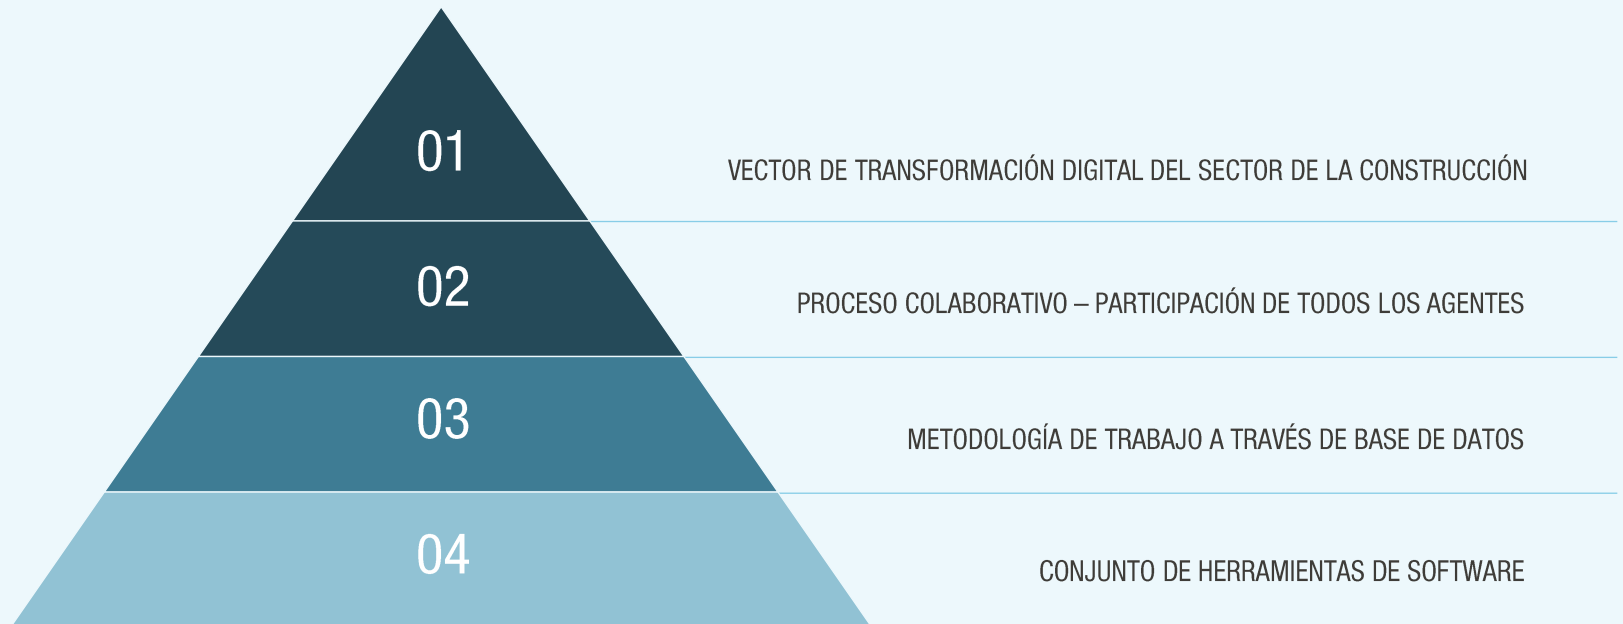 01
VECTOR DE TRANSFORMACIÓN DIGITAL DEL SECTOR DE LA CONSTRUCCIÓN
02
PROCESO COLABORATIVO – PARTICIPACIÓN DE TODOS LOS AGENTES
03
METODOLOGÍA DE TRABAJO A TRAVÉS DE BASE DE DATOS
04
CONJUNTO DE HERRAMIENTAS DE SOFTWARE